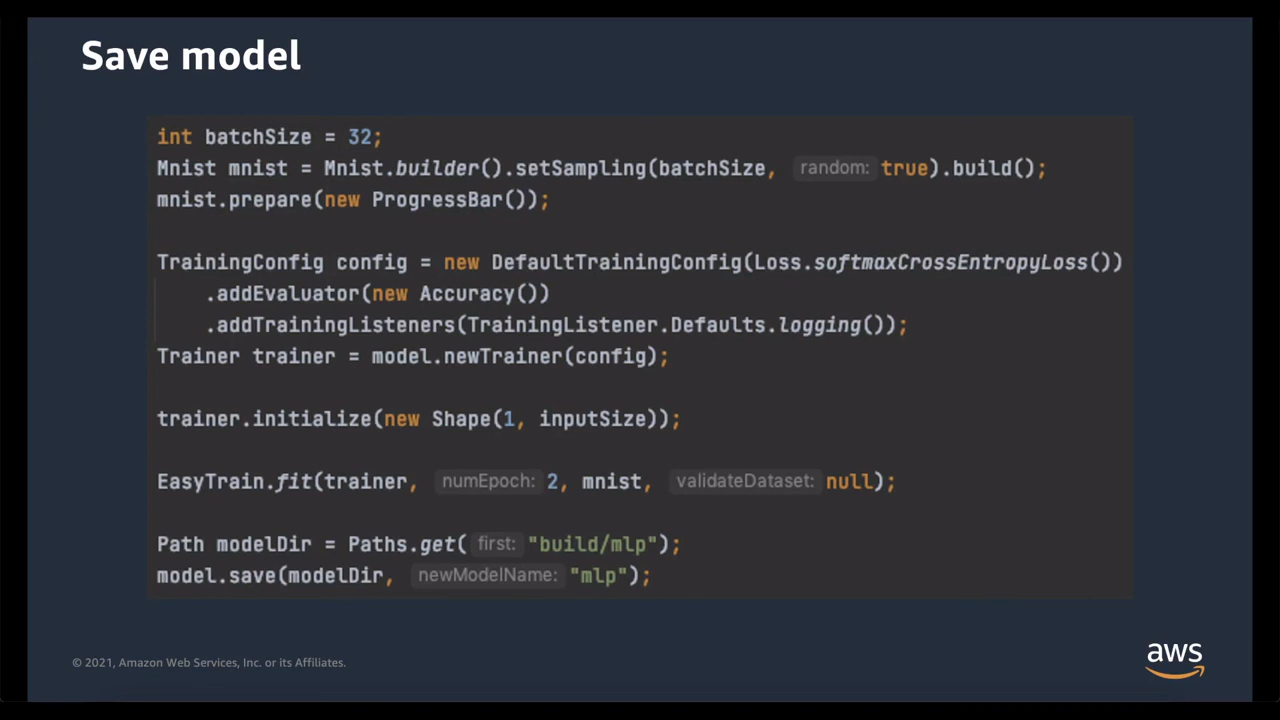 Save model
int batchSize = 32;
Mnist mnist = Mnist.builder().setSampling(batchSize, random: true).build();
mnist.prepare(new ProgressBar());
TrainingConfig config = new DefaultTrainingConfig(Loss.softmaxCrossEntropyLoss())
.addEvaluator(new Accuracy())
.addTrainingListeners(TrainingListener.Defaults.logging());
Trainer trainer = model.newTrainer(config);
trainer.initialize(new Shape(1, inputSize));
EasyTrain.fit(trainer, numEpoch: 2, mnist, validateDataset: null);
Path modelDir = Paths.get( first: "build/mlp");
model.save(modelDir, newModelName: "mlp");
© 2021, Amazon Web Services, Inc. or its Affiliates.
aws